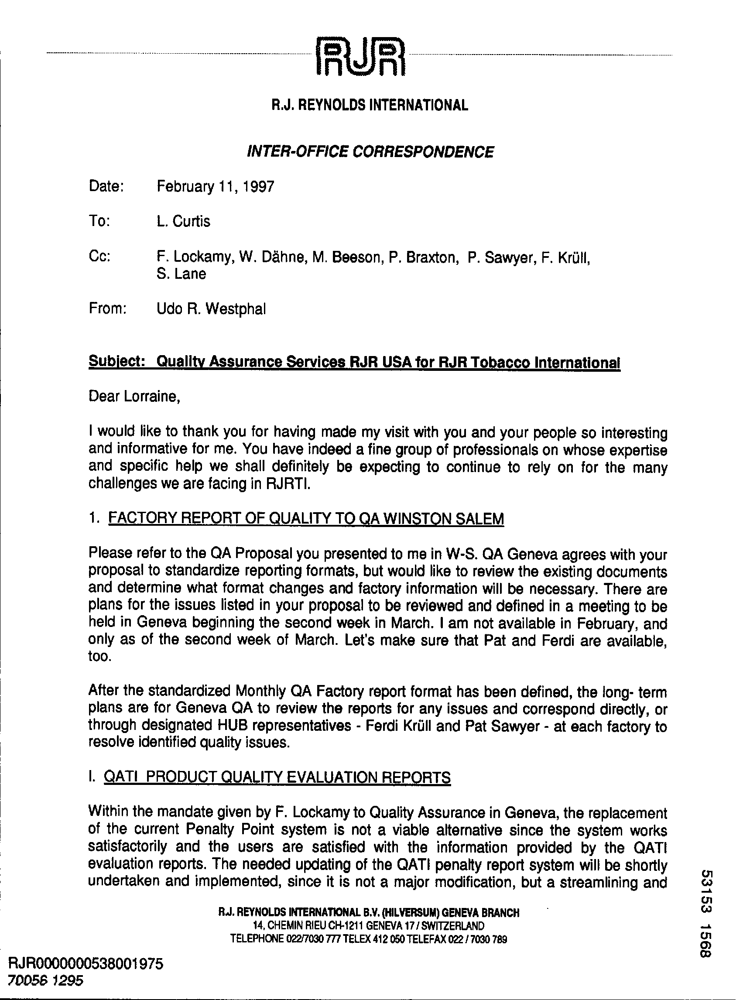 RJR
R.J. REYNOLDS INTERNATIONAL
INTER-OFFICE CORRESPONDENCE
Date: February 11, 1997
To: L. Curtis
Cc: F. Lockamy, W. Dähne, M. Beeson, P. Braxton, P. Sawyer, F. Krüll,
S. Lane
From: Udo R. Westphal
Subject: Quality Assurance Services RJR USA for RJR Tobacco International
Dear Lorraine,
I would like to thank you for having made my visit with you and your people so interesting
and informative for me. You have indeed a fine group of professionals on whose expertise
and specific help we shall definitely be expecting to continue to rely on for the many
challenges we are facing in RJRTI.
1. FACTORY REPORT OF QUALITY TO QA WINSTON SALEM
Please refer to the QA Proposal you presented to me in W-S. QA Geneva agrees with your
proposal to standardize reporting formats, but would like to review the existing documents
and determine what format changes and factory information will be necessary. There are
plans for the issues listed in your proposal to be reviewed and defined in a meeting to be
held in Geneva beginning the second week in March. I am not available in February, and
only as of the second week of March. Let's make sure that Pat and Ferdi are available,
too.
After the standardized Monthly QA Factory report format has been defined, the long- term
plans are for Geneva QA to review the reports for any issues and correspond directly, or
through designated HUB representatives - Ferdi Krüll and Pat Sawyer - at each factory to
resolve identified quality issues.
I. QATI PRODUCT QUALITY EVALUATION REPORTS
Within the mandate given by F. Lockamy to Quality Assurance in Geneva, the replacement
of the current Penalty Point system is not a viable alternative since the system works
satisfactorily and the users are satisfied with the information provided by the QATI
evaluation reports. The needed updating of the QATI penalty report system will be shortly
undertaken and implemented, since it is not a major modification, but a streamlining and
R.J. REYNOLDS INTERNATIONAL B.V. (HILVERSUM) GENEVA BRANCH
14, CHEMIN RIEU CH-1211 GENEVA 17 / SWITZERLAND
TELEPHONE 022/7030 777 TELEX 412 050 TELEFAX 022 / 7030 789
53153 1568
RJR0000000538001975
70056 1295